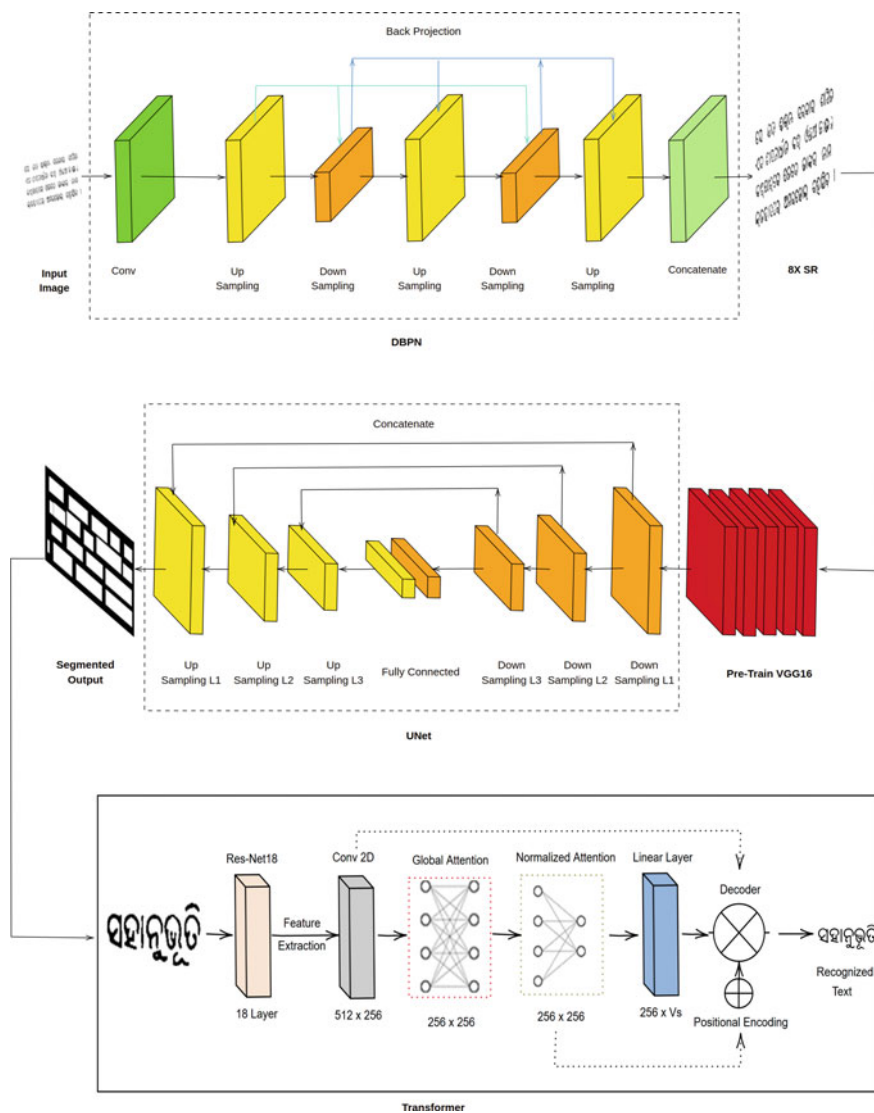 Back Projection
Input
Image
Conv
Up
Sampling
Down
Sampling
Up
Sampling
Down
Sampling
Up
Sampling
Concatenate
8X SR
DBPN
Concatenate
Segmented
Output
Up
Sampling L1
Up
Sampling L2
Up
Sampling L3
Fully Connected
Down
Sampling L3
Down
Sampling L2
Down
Sampling L1
Pre-Train VGG16
UNet
Res-Net18
Conv 2D
Global Attention
Normalized Attention
Linear Layer
Decoder
ସହାନୁଭୂତି
Feature
Extraction
ସହାନୁଭୂତି
Recognized
Text
18 Layer
512 x 256
256 x 256
256 x 256
256 x Vs
Positional Encoding
Transformer